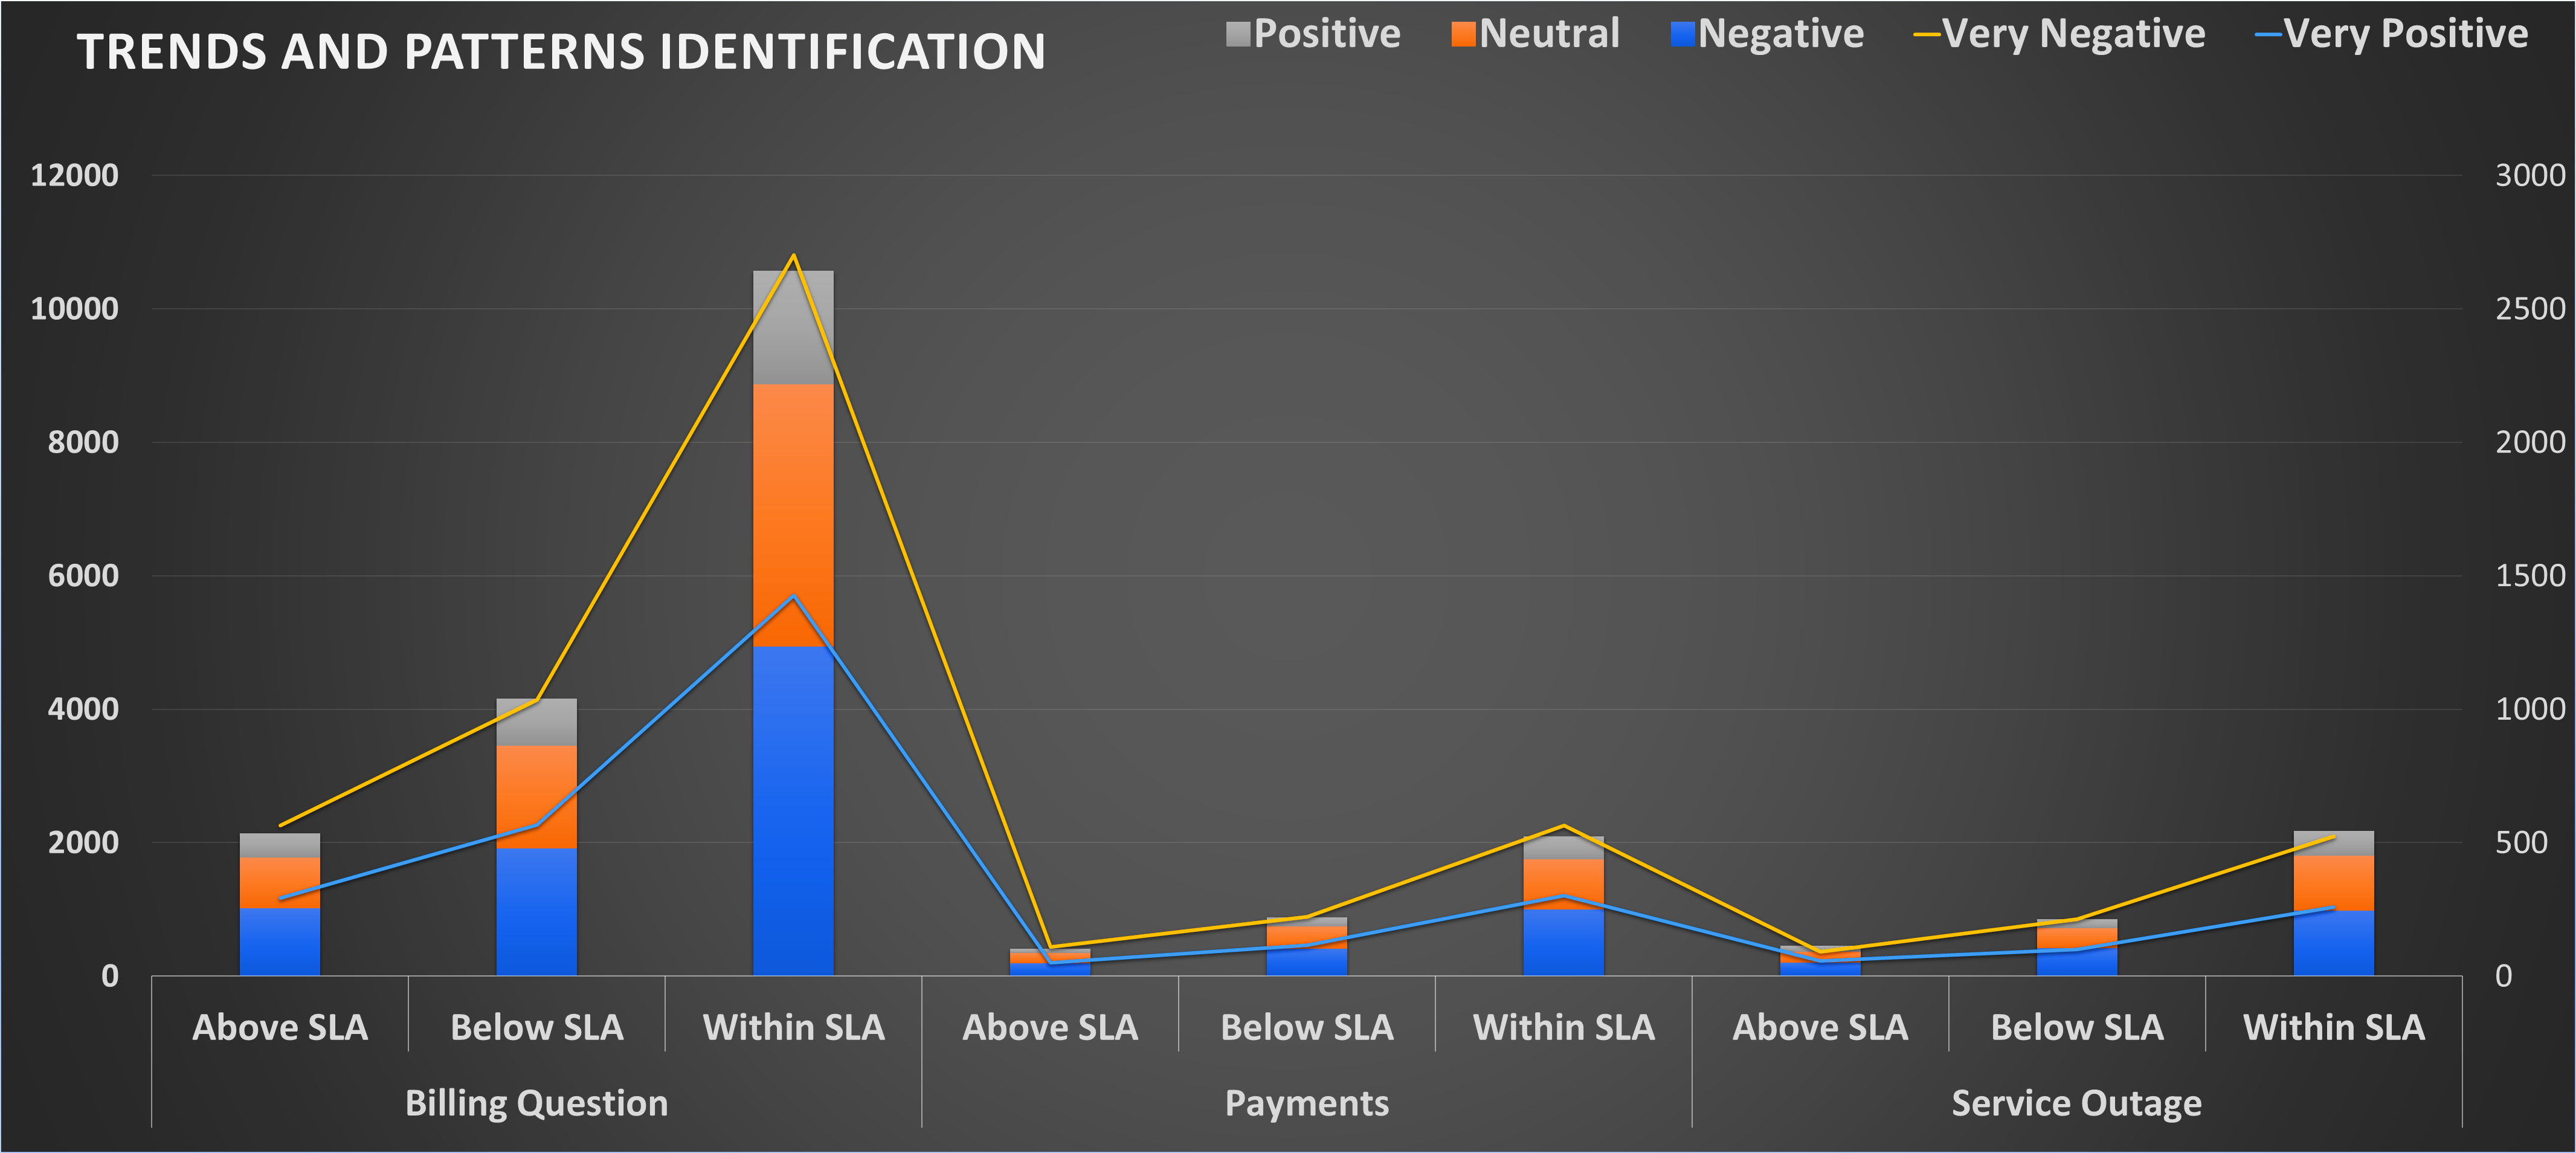 TRENDS AND PATTERNS IDENTIFICATION
Positive Neutral Negative Very Negative Very Positive
12000 3000
10000 2500
8000 2000
6000 1500
4000 1000
2000 500
0 0
Above SLA Below SLA Within SLA Above SLA Below SLA Within SLA Above SLA Below SLA Within SLA
Billing Question Payments Service Outage